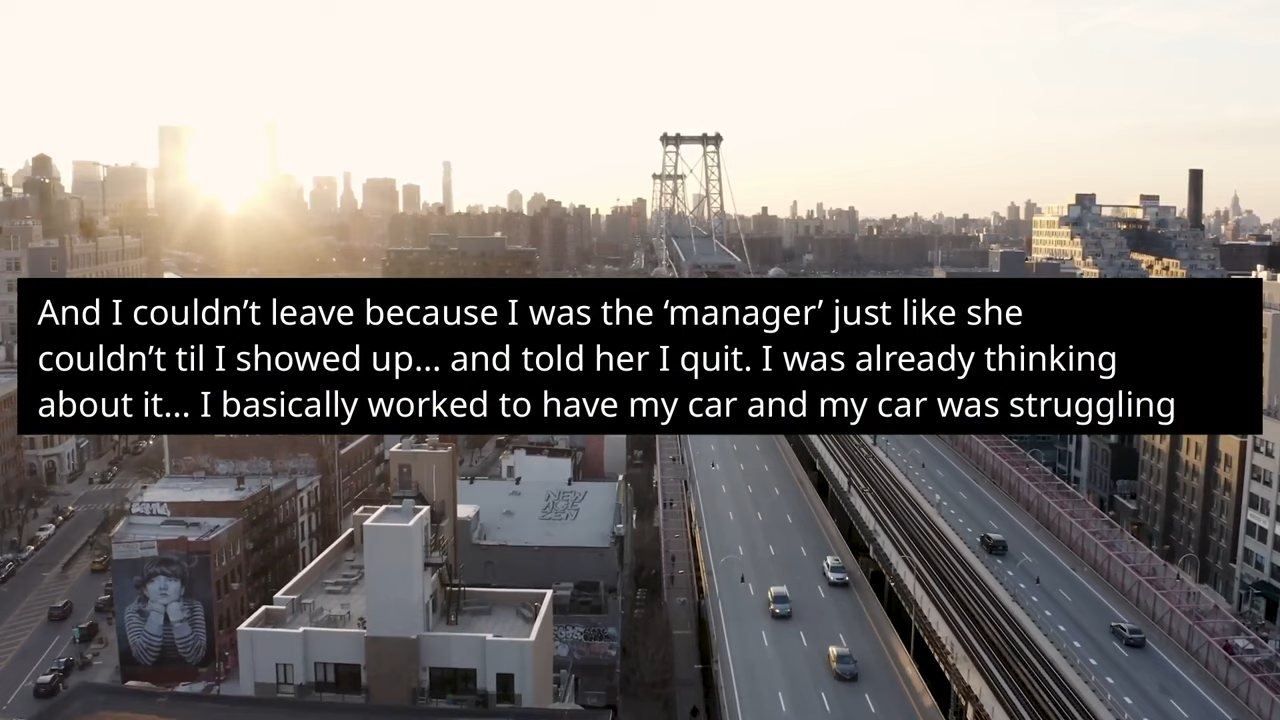 And I couldn’t leave because I was the ‘manager’ just like she
couldn’t til I showed up... and told her I quit. I was already thinking
about it... I basically worked to have my car and my car was struggling
NEW
AGE
ZEN